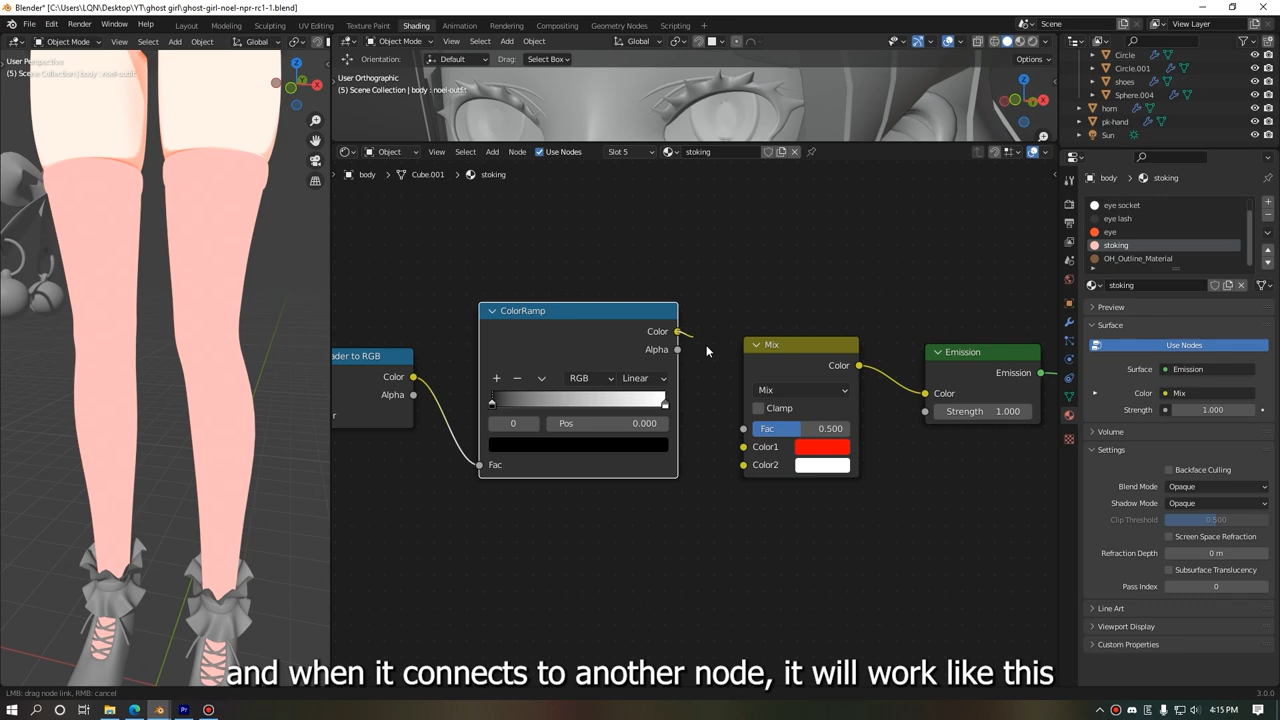 Blender* [C:\Users\LQN\Desktop\YT\ghost girl\ghost-girl-noel-npr-rc1-1.blend]
File Edit Render Window Help Layout Modeling Sculpting UV Editing Texture Paint Shading Animation Rendering Compositing Geometry Nodes Scripting Scene View Layer
Object Mode View Select Add Object Global
Object Mode View Select Add Object Global
Orientation: Default Drag: Select Box Options
User Perspective
(5) Scene Collection | body : noel-outfit
User Orthographic
(5) Scene Collection | body : noel-outfit
Circle
Circle.001
shoes
Sphere.004
horn
pk-hand
Sun
Object View Select Add Node Use Nodes Slot 5 stoking
body Cube.001 stoking
body stoking
eye socket
eye lash
eye
stoking
OH_Outline_Material
stoking
Preview
Surface
Use Nodes
Surface Emission
Color Mix
Strength 1.000
Volume
Settings
Backface Culling
Blend Mode Opaque
Shadow Mode Opaque
Clip Threshold 0.500
Screen Space Refraction
Refraction Depth 0 m
Subsurface Translucency
Pass Index 0
Line Art
Viewport Display
Custom Properties
ader to RGB
Color
Alpha
ColorRamp
Color
Alpha
RGB Linear
0 Pos 0.000
Fac
Mix
Color
Mix
Clamp
Fac 0.500
Color1
Color2
Emission
Emission
Color
Strength 1.000
and when it connects to another node, it will work like this
LMB: drag node link, RMB: cancel
3.0.0
4:15 PM